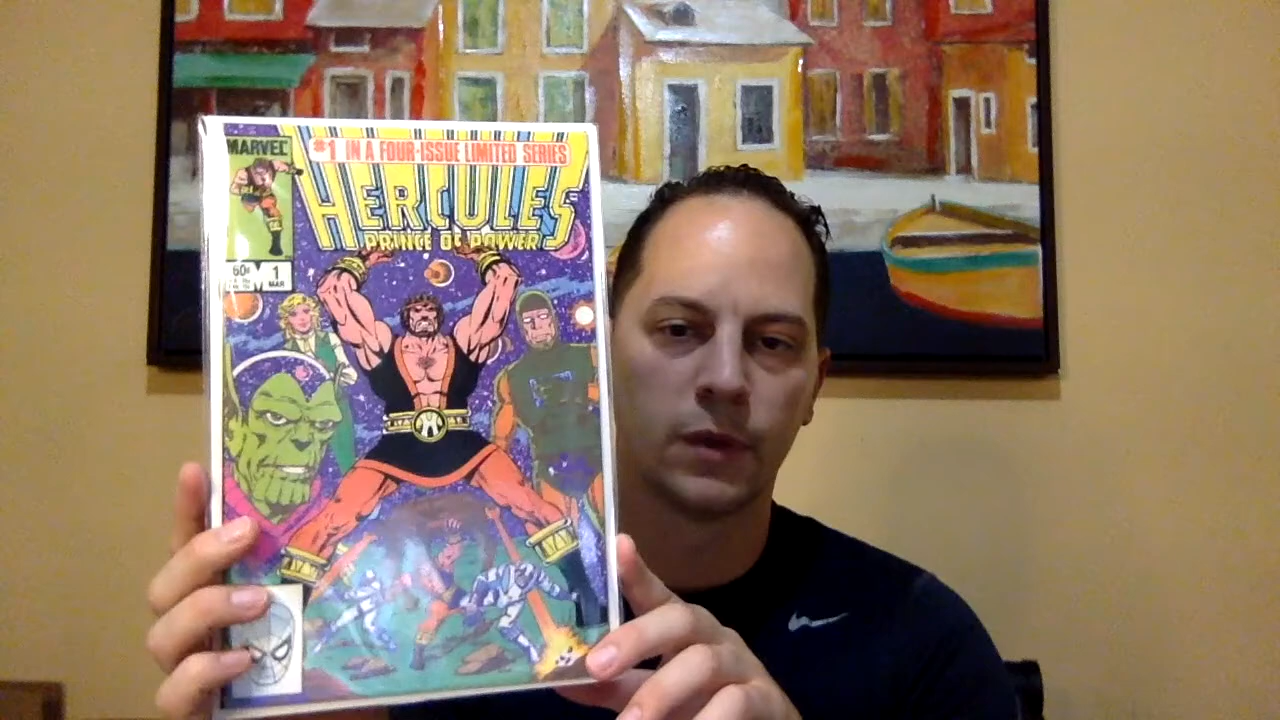 MARVEL
#1 IN A FOUR-ISSUE LIMITED SERIES
HERCULES
PRINCE OF POWER
60¢
1
MAR
H